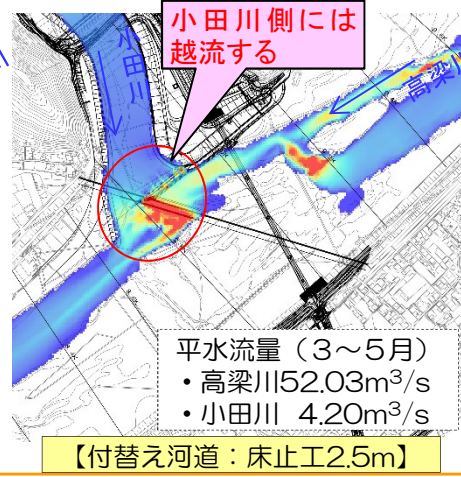 小田川側には
越流する
小田川
高梁川
平水流量（3～5月）
・高梁川52.03m³/s
・小田川 4.20m³/s
【付替え河道：床止工2.5m】